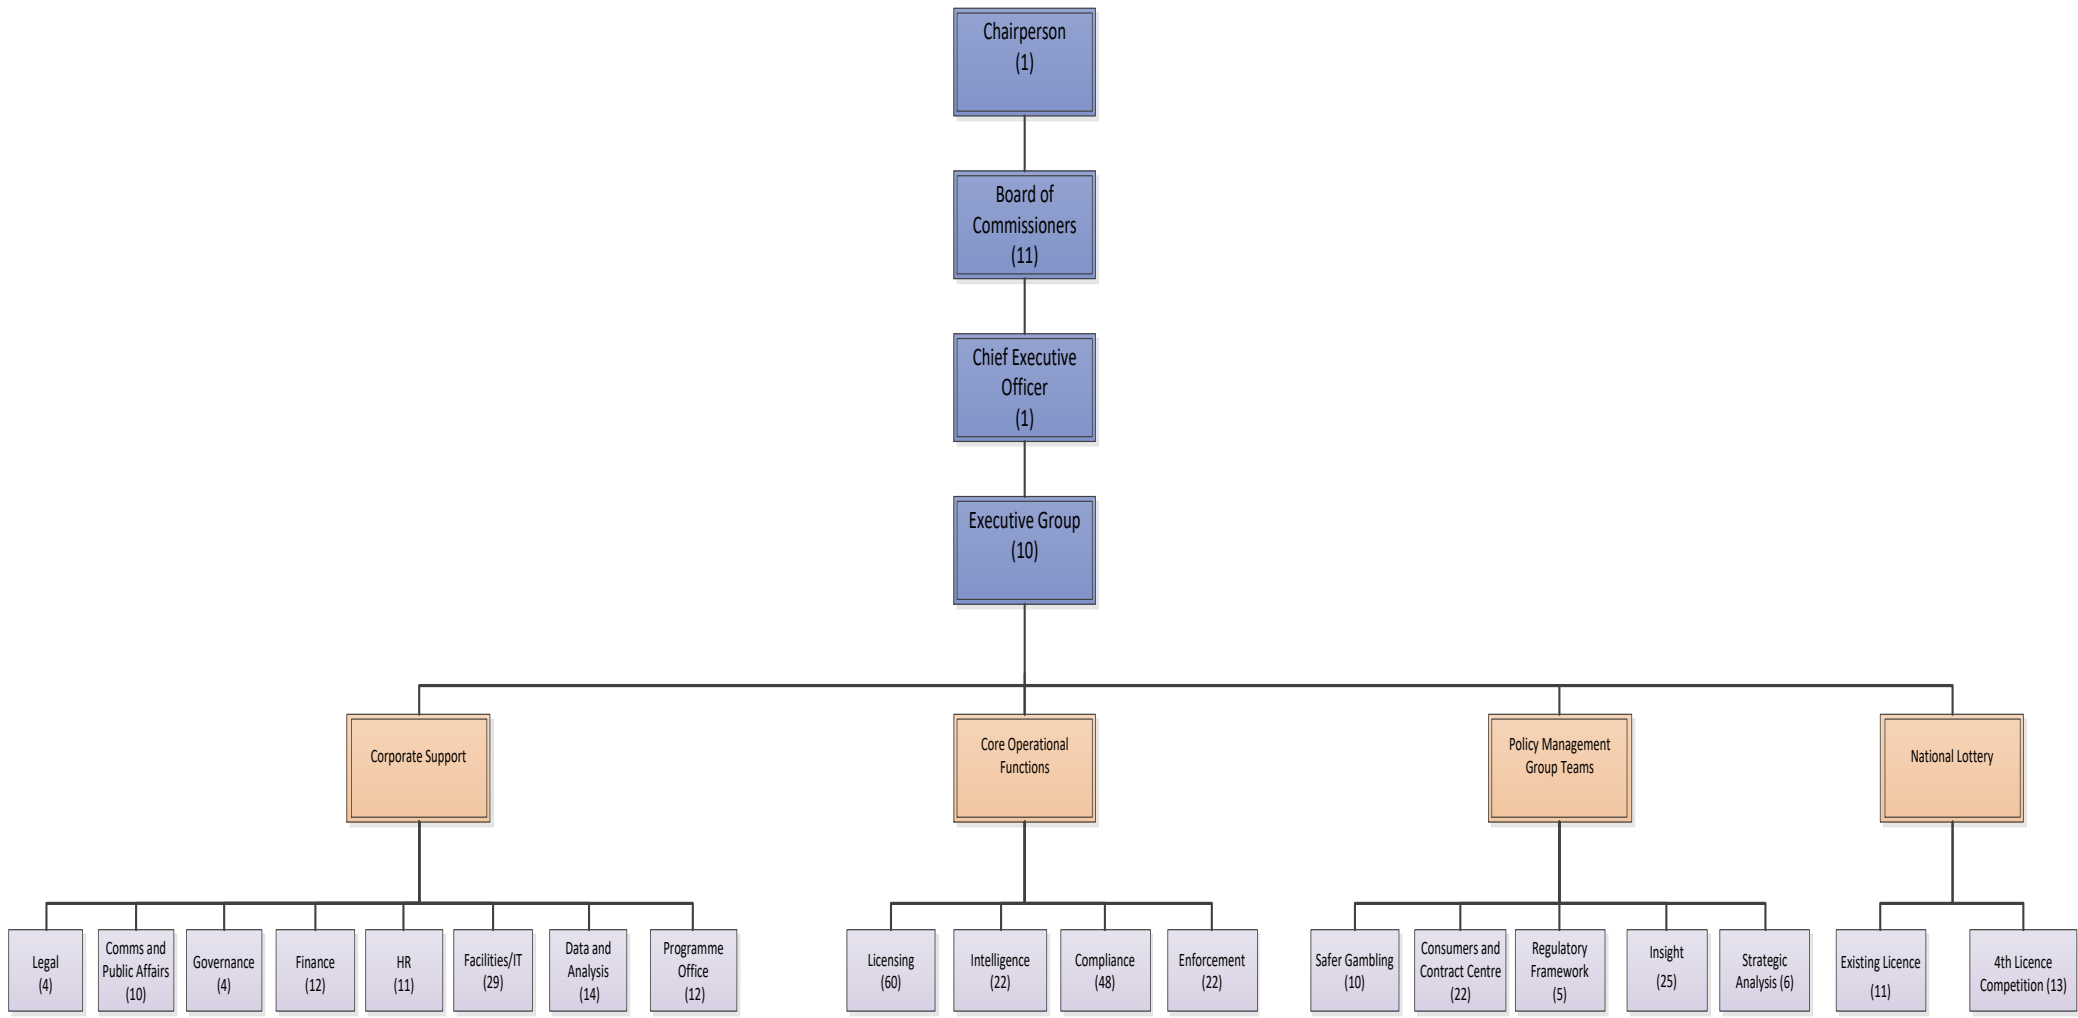 Chairperson
(1)
Board of
Commissioners
(11)
Chief Executive
Officer
(1)
Executive Group
(10)
Corporate Support
Core Operational
Functions
Policy Management
Group Teams
National Lottery
Legal
(4)
Comms and
Public Affairs
(10)
Governance
(4)
Finance
(12)
HR
(11)
Facilities/IT
(29)
Data and
Analysis
(14)
Programme
Office
(12)
Licensing
(60)
Intelligence
(22)
Compliance
(48)
Enforcement
(22)
Safer Gambling
(10)
Consumers and
Contract Centre
(22)
Regulatory
Framework
(5)
Insight
(25)
Strategic
Analysis (6)
Existing Licence
(11)
4th Licence
Competition (13)